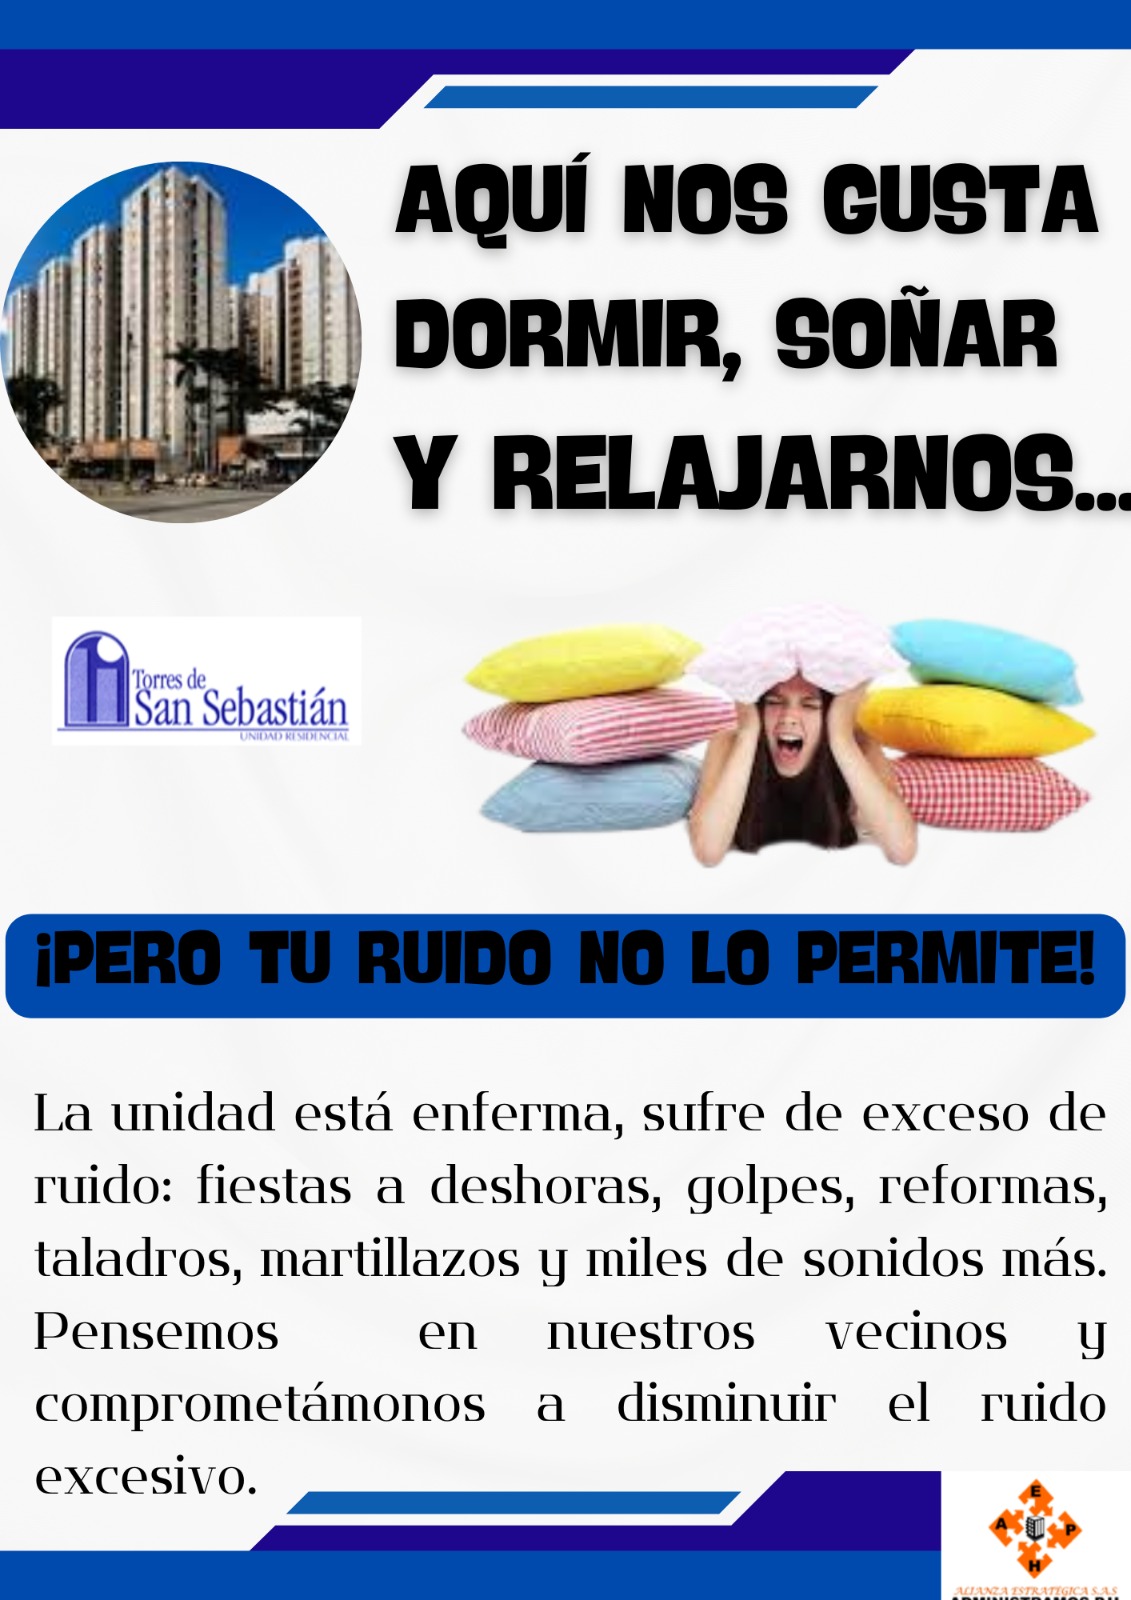 AQUÍ NOS GUSTA
DORMIR, SOÑAR
Y RELAJARNOS...
Torres de
San Sebastián
UNIDAD RESIDENCIAL
¡PERO TU RUIDO NO LO PERMITE!
La unidad está enferma, sufre de exceso de
ruido: fiestas a deshoras, golpes, reformas,
taladros, martillazos y miles de sonidos más.
Pensemos en nuestros vecinos y
comprometámonos a disminuir el ruido
excesivo.
E
A P
H
ALIANZA ESTRATEGICA S.A.S
ADMINISTRAMOS P.H